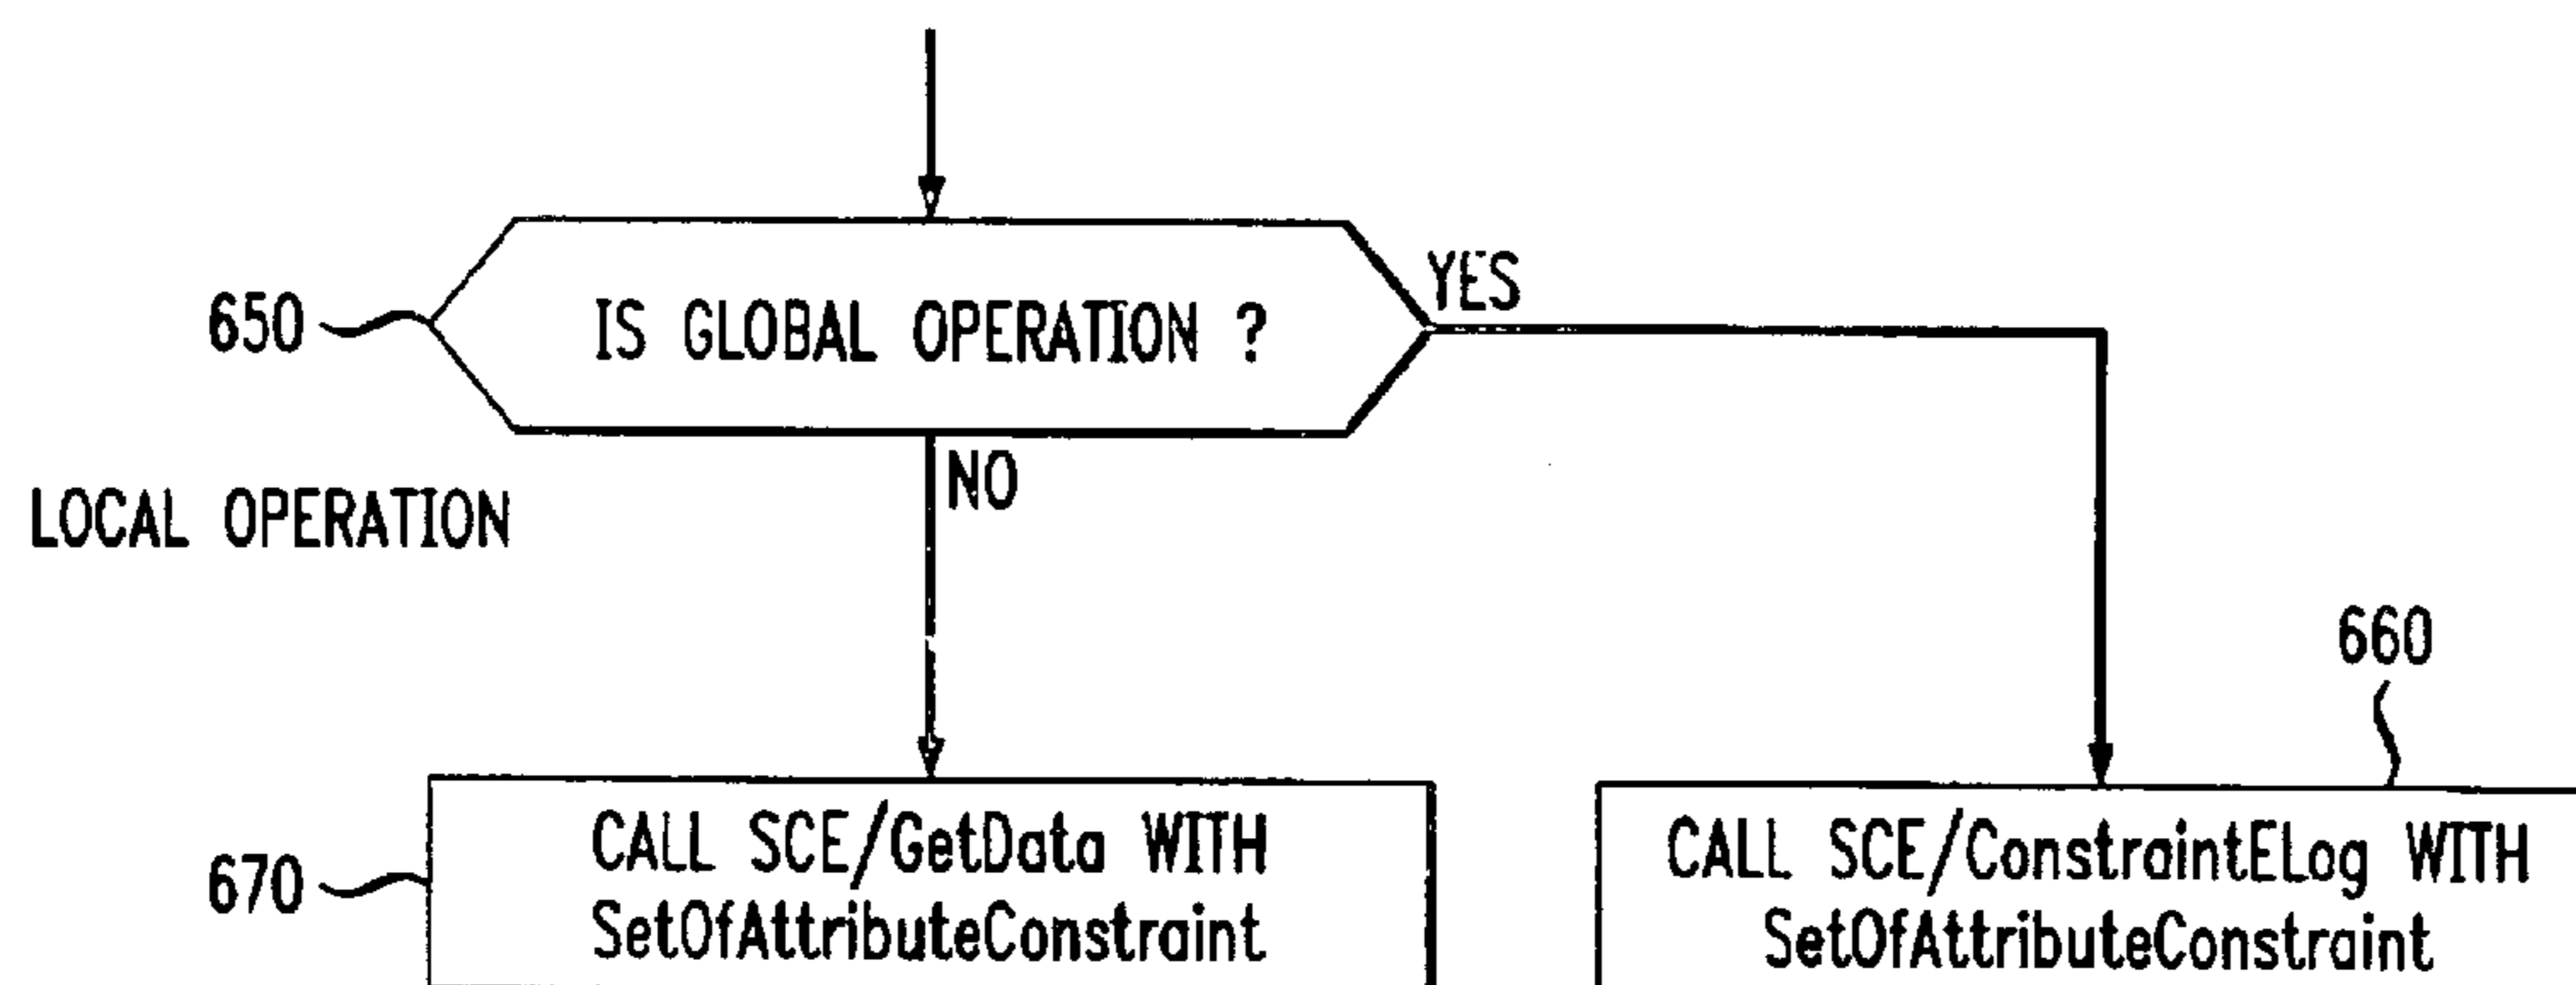 YES
650
IS GLOBAL OPERATION ?
NO
LOCAL OPERATION
660
CALL SCE/GetData WITH
SetOfAttributeConstraint
670
CALL SCE/ConstraintELog WITH
SetOfAttributeConstraint